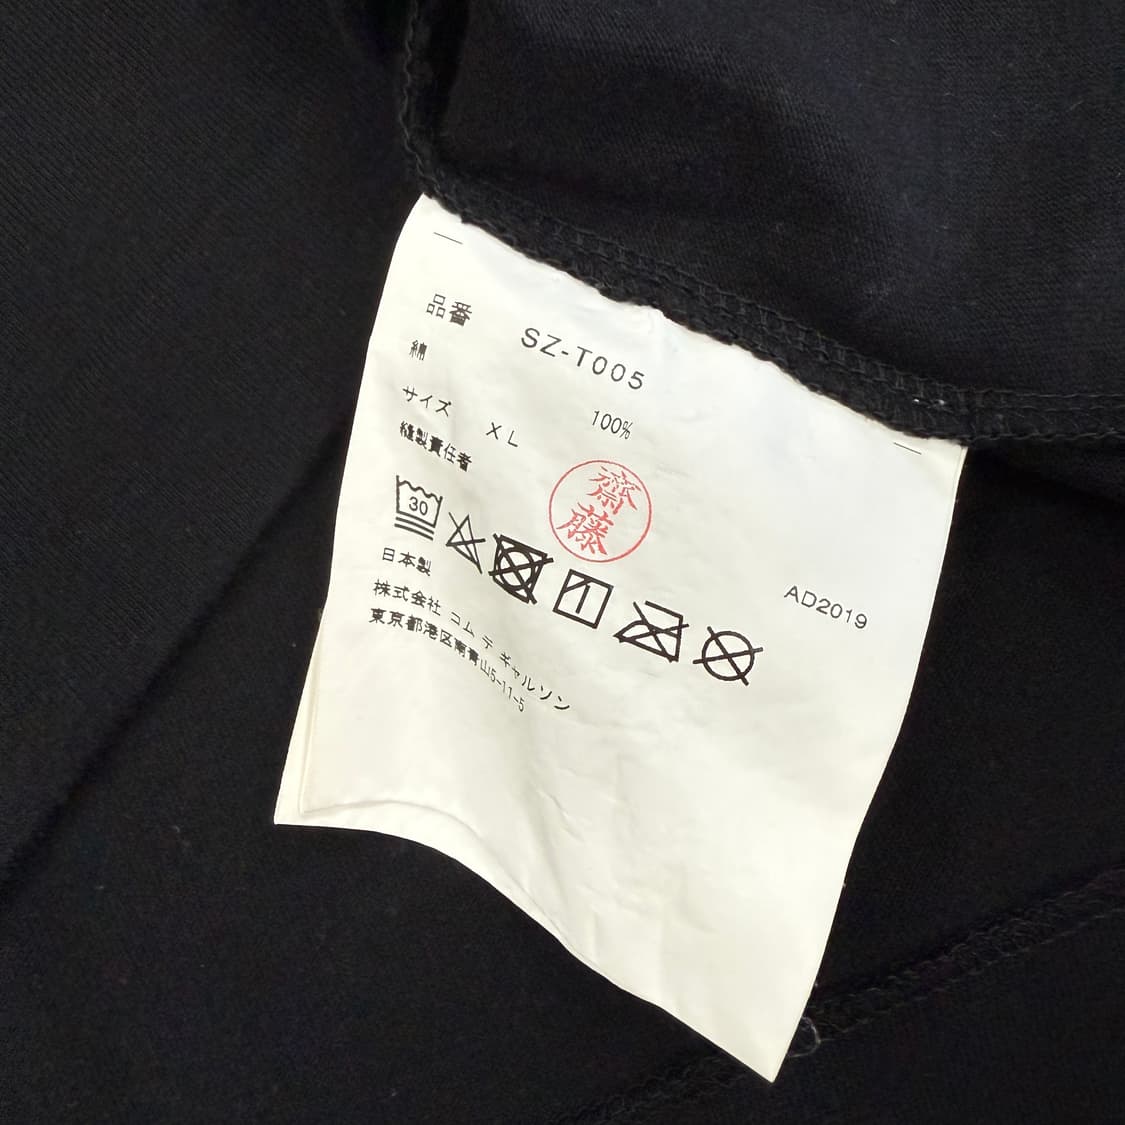 品番 SZ-T005
綿 100%
サイズ XL
縫製責任者
齋藤
30
日本製
AD2019
株式会社 コム デ ギャルソン
東京都港区南青山5-11-5